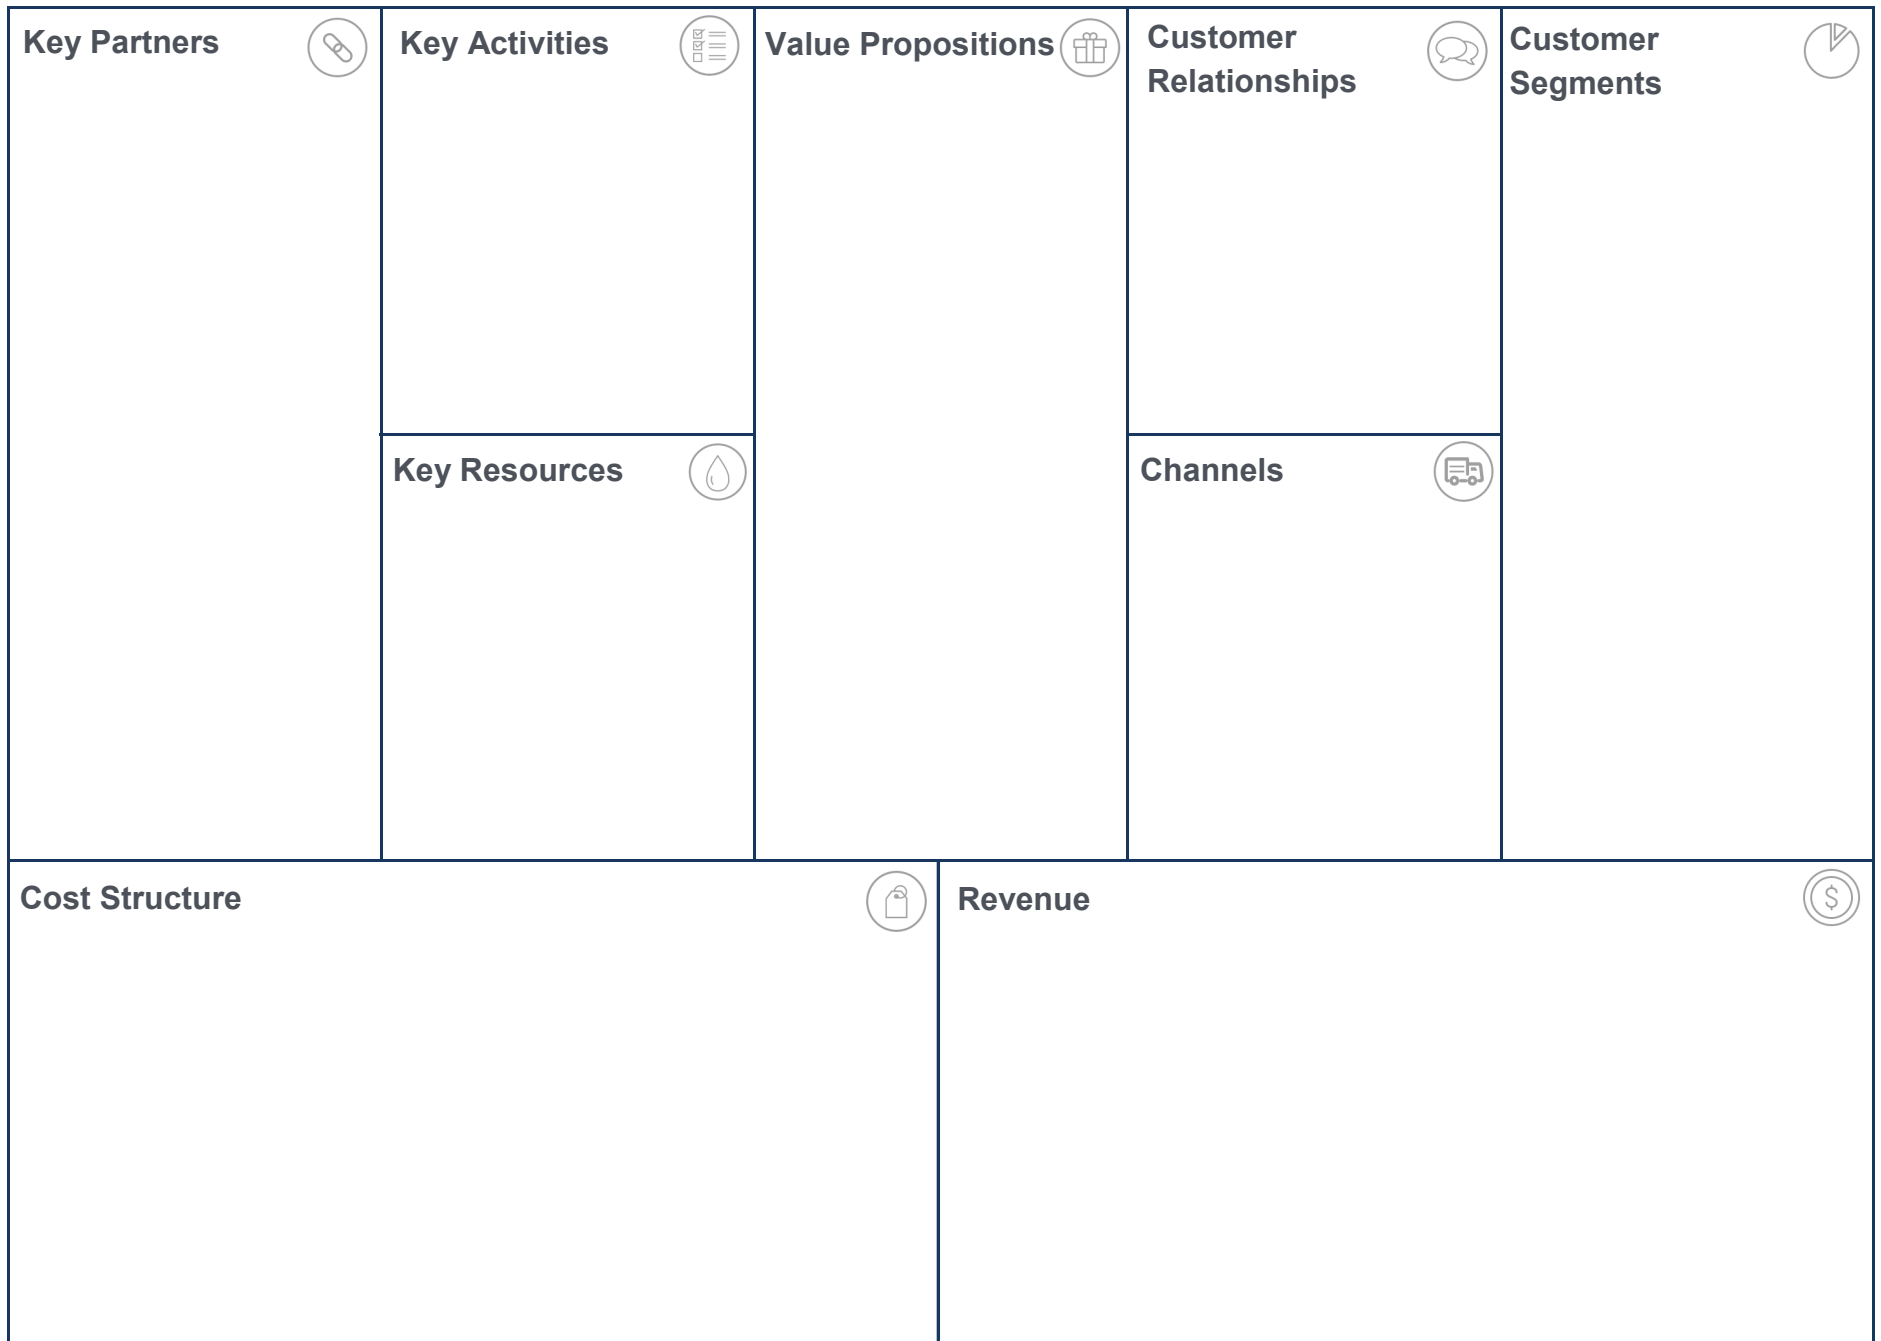 Key Partners
Key Activities
Value Propositions
Customer
Relationships
Customer
Segments
Key Resources
Channels
Cost Structure
Revenue
$